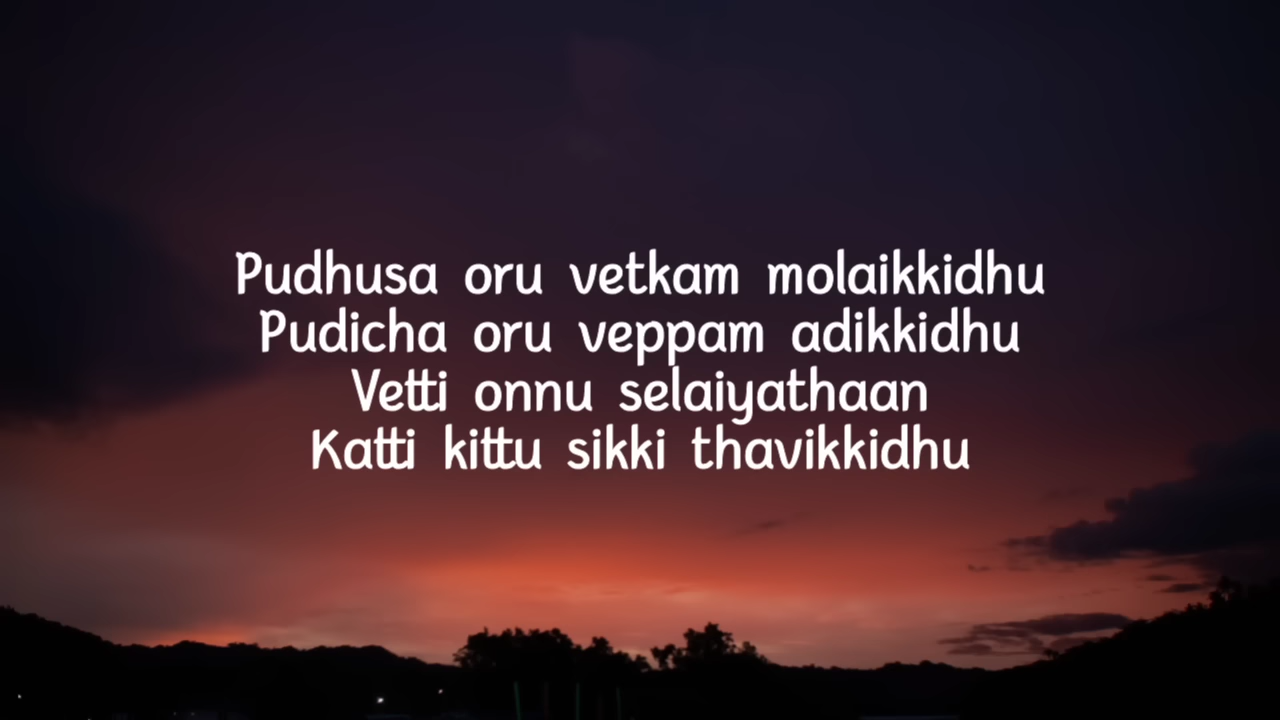 Pudhusa oru vetkam molaikkidhu
Pudicha oru veppam adikkidhu
Vetti onnu selaiyathaan
Katti kittu sikki thavikkidhu